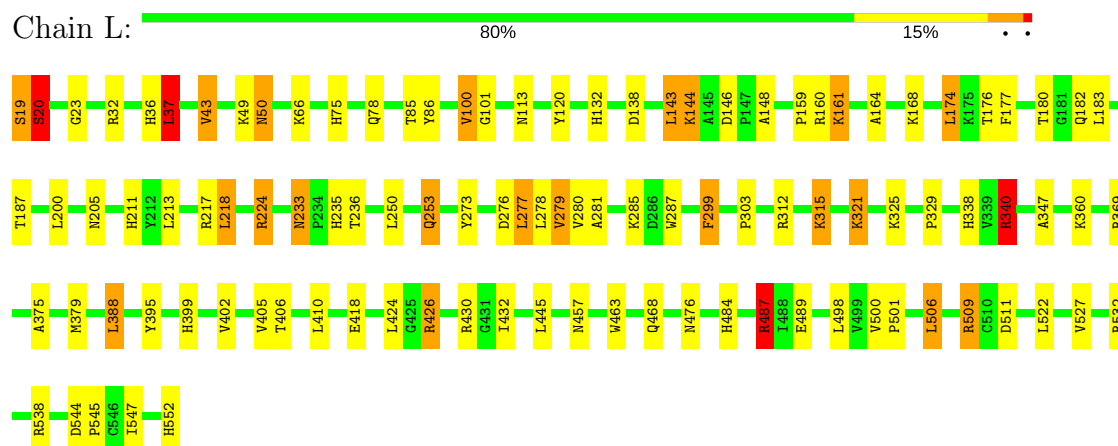 Chain L:
80% 15% • •
S19 S20 G23 R32 H36 L37 V43 K49 N50 K66 H75 Q78 T85 Y86 V100 G101 N113 Y120 H132 D138 L143 K144 A145 D146 P147 A148 P159 R160 K161 A164 K168 L174 K175 T176 F177 T180 G181 Q182 L183
T187 L200 N205 H211 Y212 L213 R217 L218 R224 N233 P234 H235 T236 L250 Q253 Y273 D276 L277 L278 V279 V280 A281 K285 D286 W287 F299 P303 R312 K315 K321 K325 P329 H338 V339 R340 A347 K360
A375 M379 L388 Y395 H399 V402 V405 T406 L410 E418 L424 G425 R426 R430 G431 I432 L445 N457 W463 Q468 N476 H484 R487 I488 E489 L498 V499 V500 P501 L506 R509 C510 D511 L522 V527
R538 D544 P545 C546 I547 H552